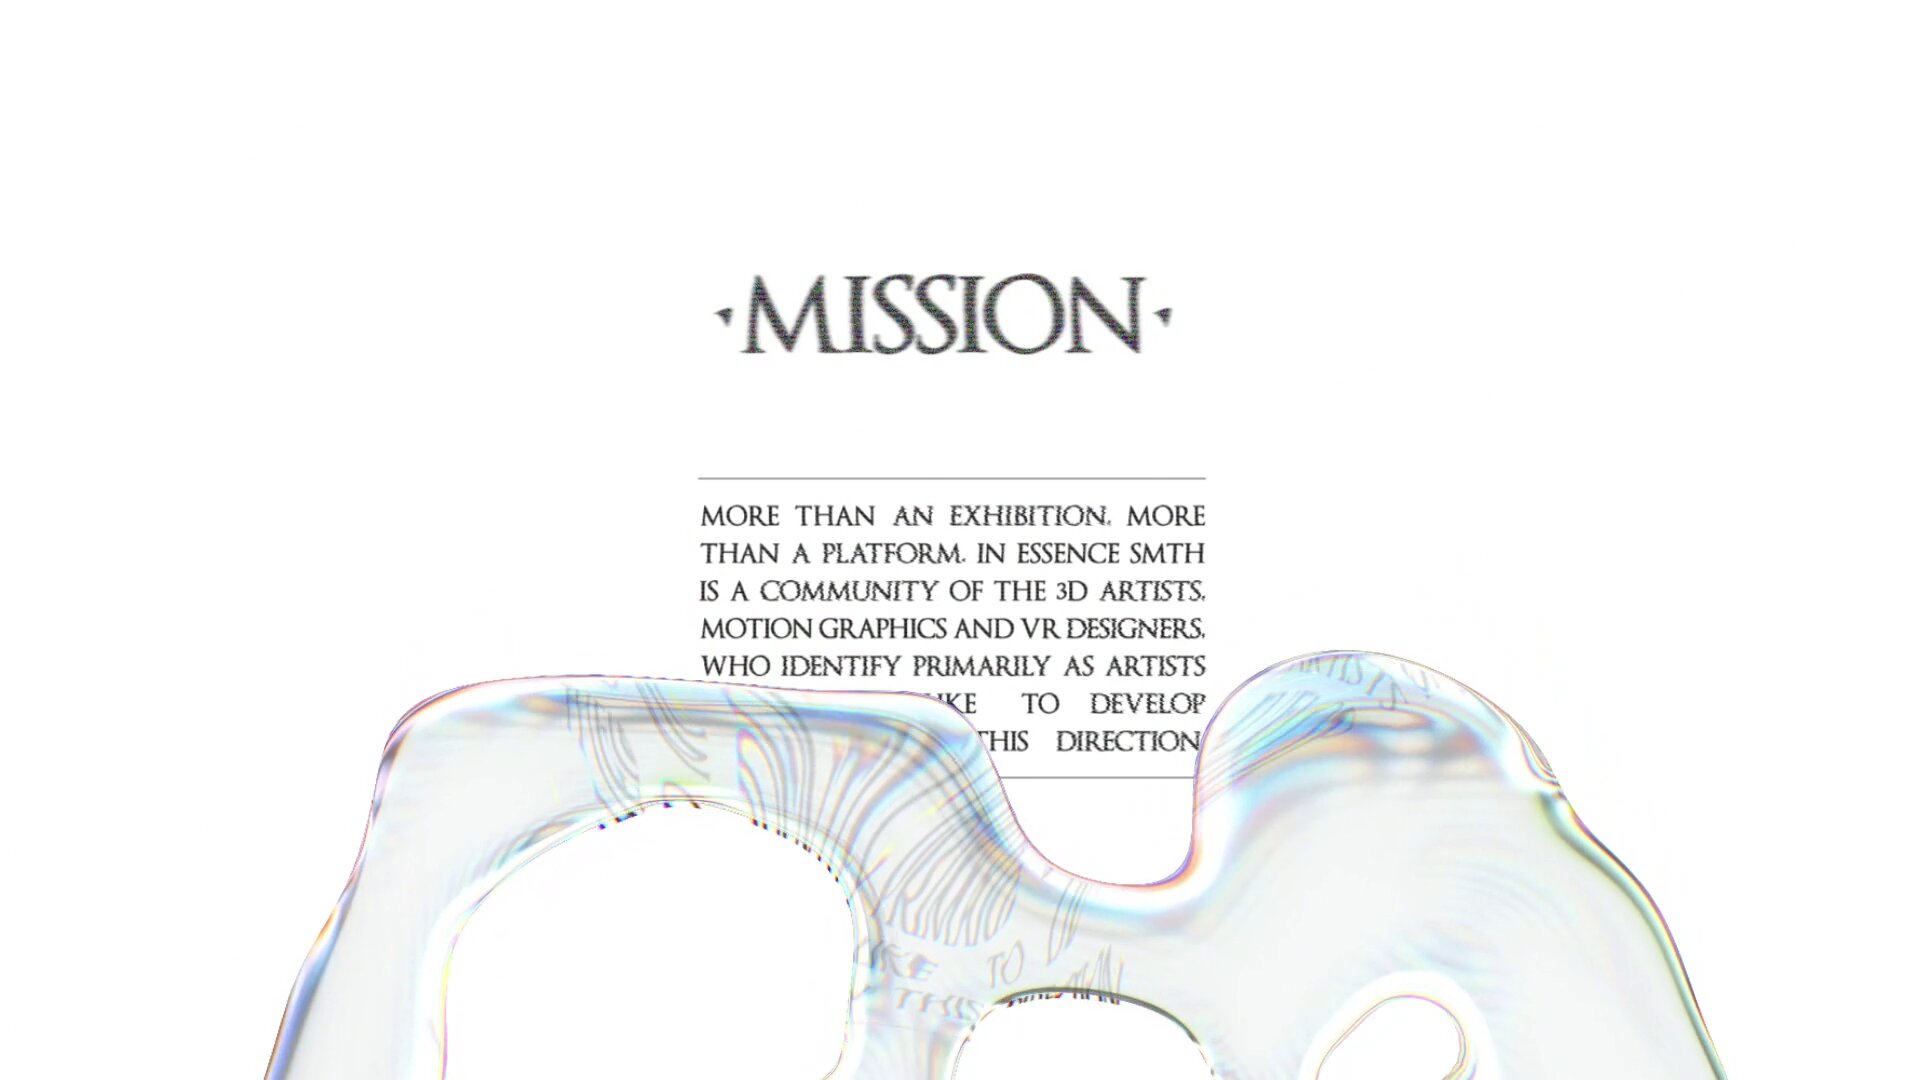 ·MISSION·
MORE THAN AN EXHIBITION, MORE
THAN A PLATFORM. IN ESSENCE SMTH
IS A COMMUNITY OF THE 3D ARTISTS,
MOTION GRAPHICS AND VR DESIGNERS,
WHO IDENTIFY PRIMARILY AS ARTISTS
TO DEVELOP
THIS DIRECTION